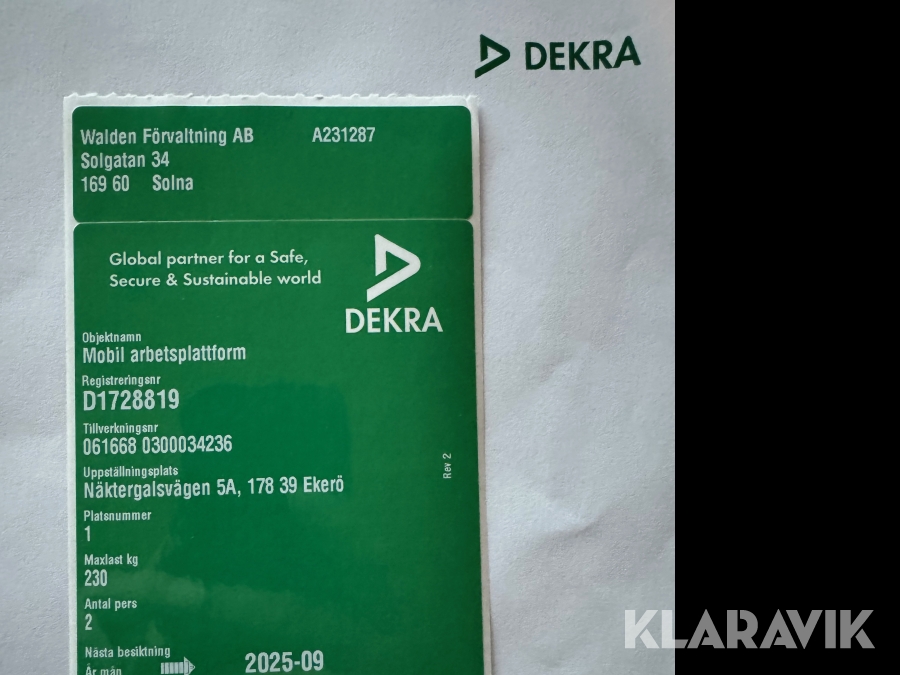 DEKRA
Walden Förvaltning AB A231287
Solgatan 34
169 60 Solna
Global partner for a Safe,
Secure & Sustainable world
DEKRA
Objektnamn
Mobil arbetsplattform
Registreringsnr
D1728819
Tillverkningsnr
061668 0300034236
Uppställningsplats
Näktergalsvägen 5A, 178 39 Ekerö
Rev 2
Platsnummer
1
Maxlast kg
230
Antal pers
2
Nästa besiktning
År mån 2025-09
KLARAVIK